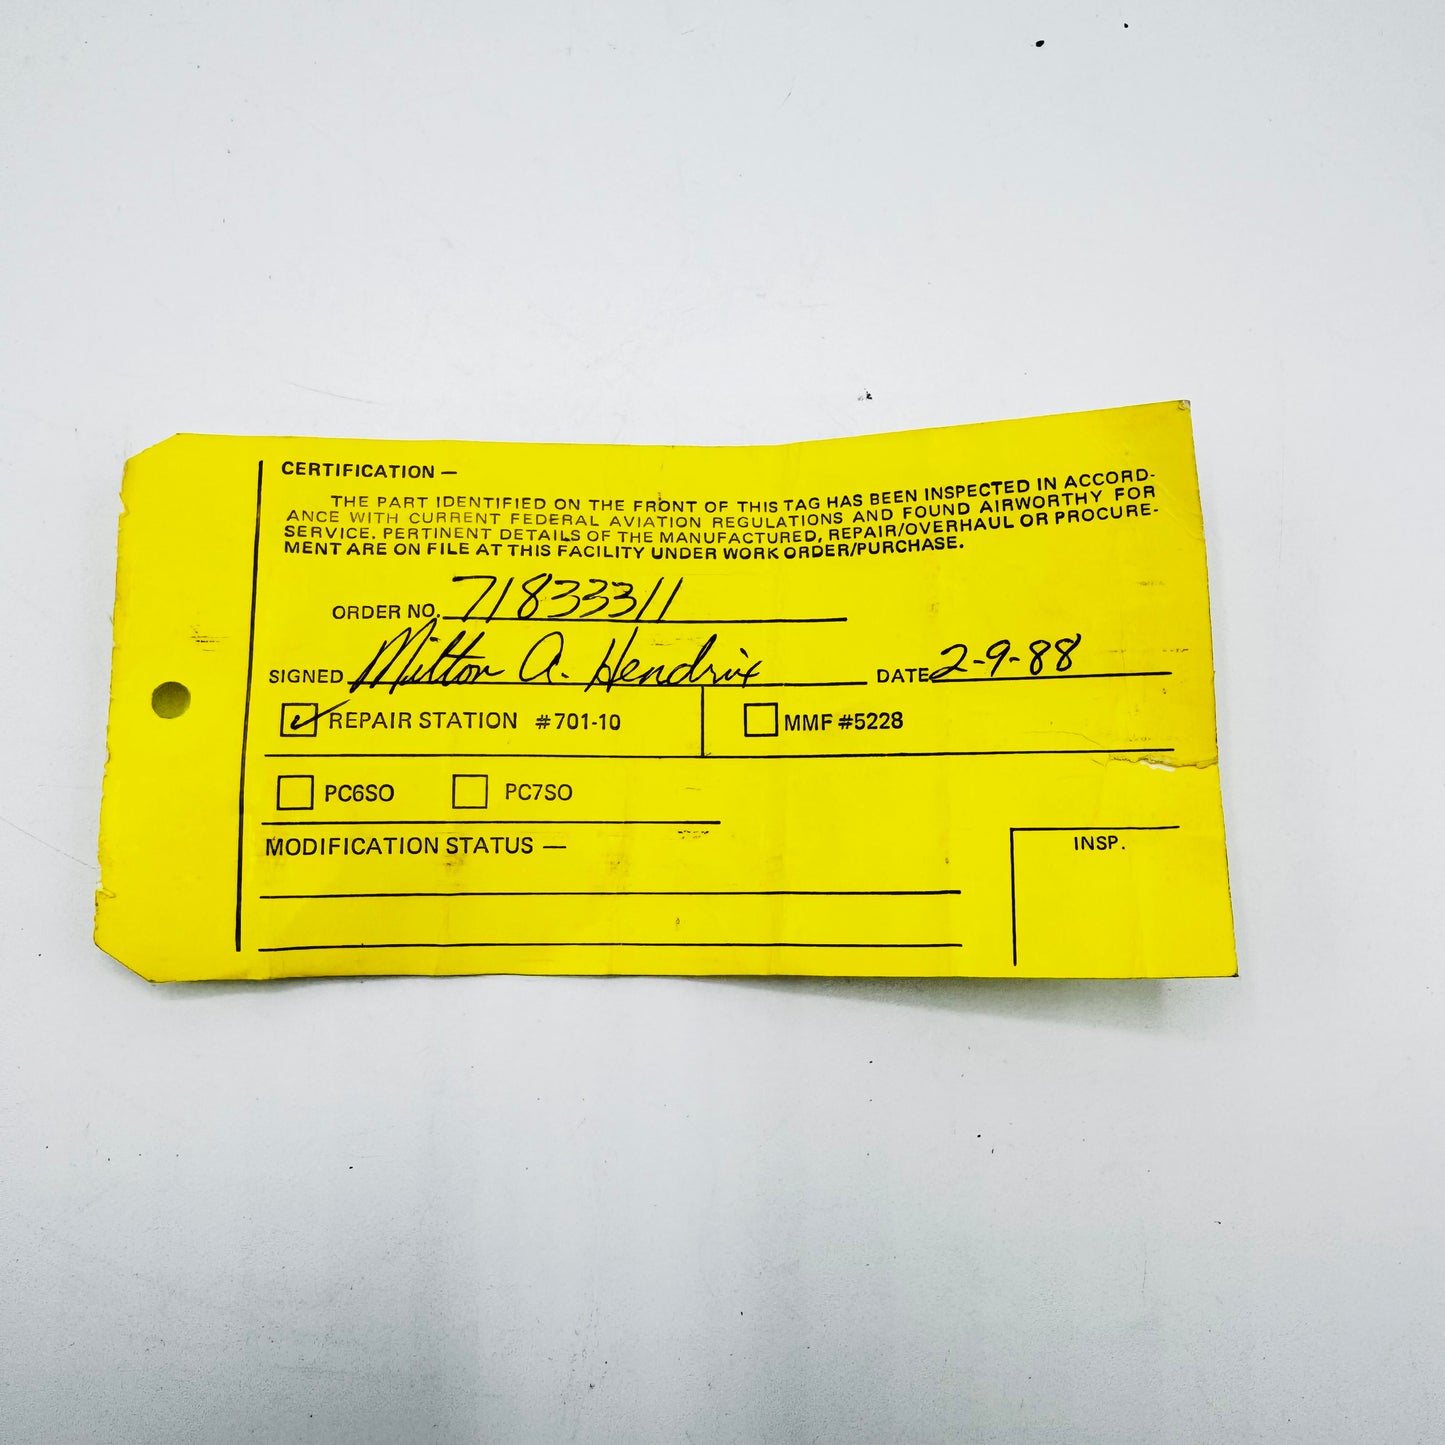 CERTIFICATION —
THE PART IDENTIFIED ON THE FRONT OF THIS TAG HAS BEEN INSPECTED IN ACCORD-
ANCE WITH CURRENT FEDERAL AVIATION REGULATIONS AND FOUND AIRWORTHY FOR
SERVICE. PERTINENT DETAILS OF THE MANUFACTURED, REPAIR/OVERHAUL OR PROCURE-
MENT ARE ON FILE AT THIS FACILITY UNDER WORK ORDER/PURCHASE.
ORDER NO. 71833311
SIGNED Milton A. Hendrix DATE 2-9-88
REPAIR STATION #701-10 MMF #5228
PC6SO PC7SO
MODIFICATION STATUS —
INSP.